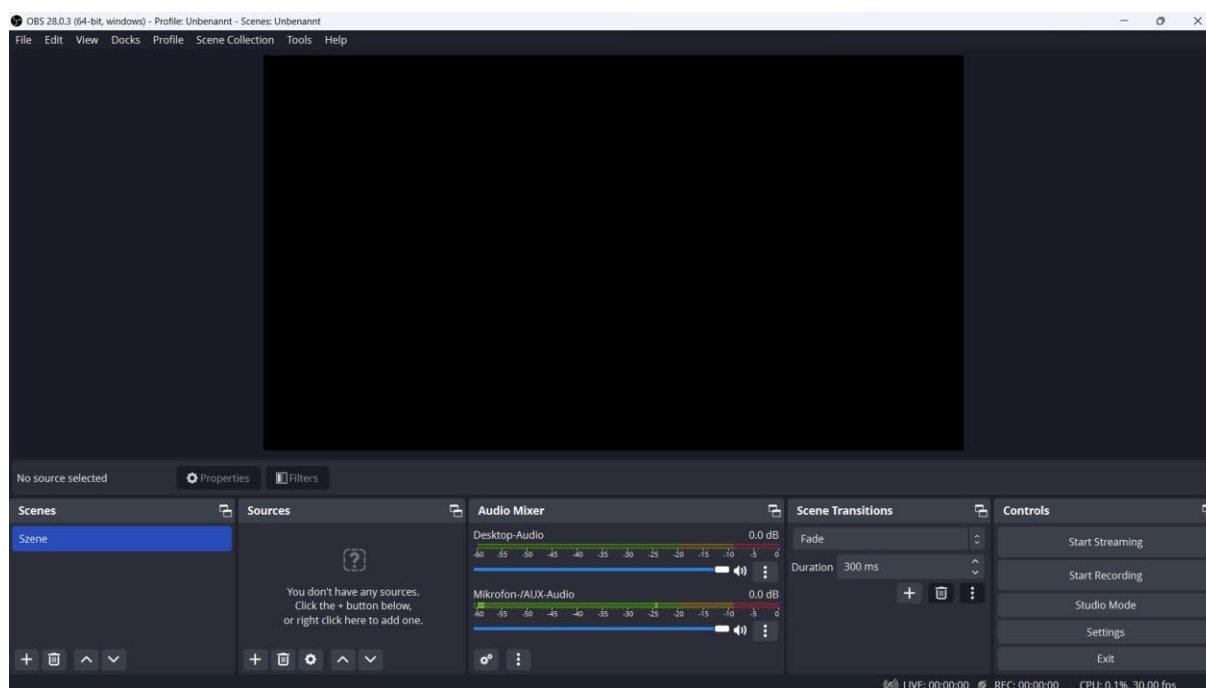 OBS 28.0.3 (64-bit, windows) - Profile: Unbenannt - Scenes: Unbenannt
File Edit View Docks Profile Scene Collection Tools Help
No source selected
Properties
Filters
Scenes
Szene
Sources
You don't have any sources.
Click the + button below,
or right click here to add one.
Audio Mixer
Desktop-Audio 0.0 dB
-60 -55 -50 -45 -40 -35 -30 -25 -20 -15 -10 -5 0
Mikrofon-/AUX-Audio 0.0 dB
-60 -55 -50 -45 -40 -35 -30 -25 -20 -15 -10 -5 0
Scene Transitions
Fade
Duration 300 ms
Controls
Start Streaming
Start Recording
Studio Mode
Settings
Exit
LIVE: 00:00:00 REC: 00:00:00 CPU: 0.1%, 30.00 fps